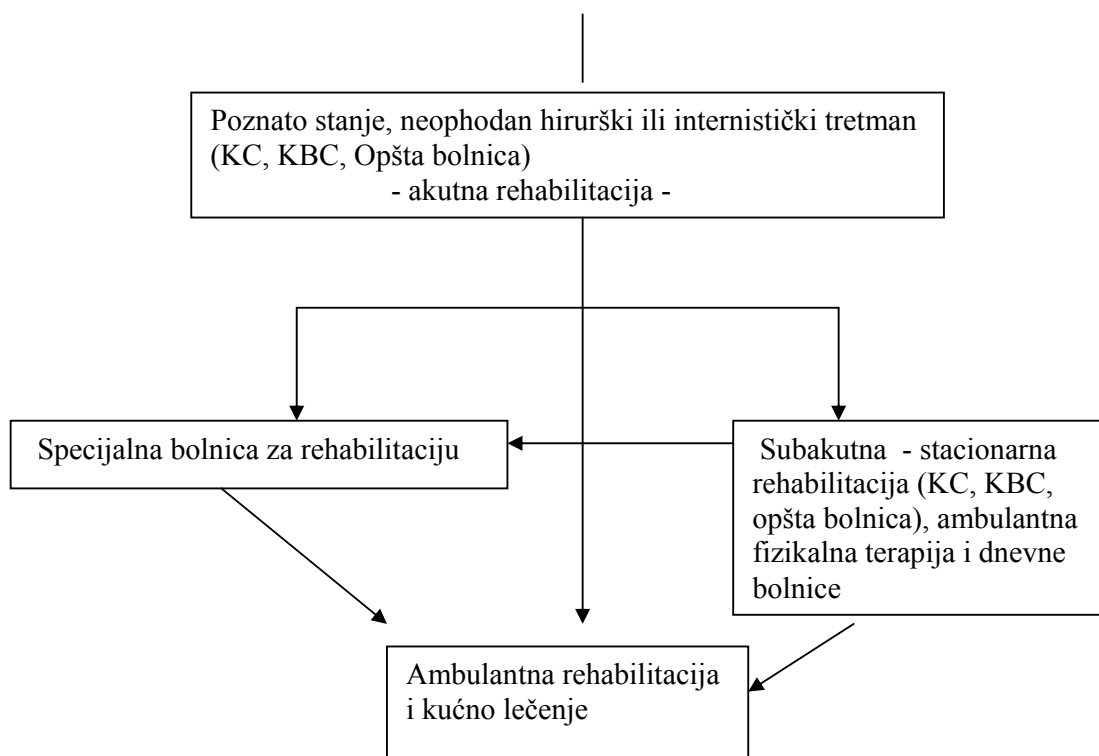 Poznato stanje, neophodan hirurški ili internistički tretman
(KC, KBC, Opšta bolnica)
- akutna rehabilitacija -
Specijalna bolnica za rehabilitaciju
Subakutna - stacionarna
rehabilitacija (KC, KBC,
opšta bolnica), ambulantna
fizikalna terapija i dnevne
bolnice
Ambulantna rehabilitacija
i kućno lečenje